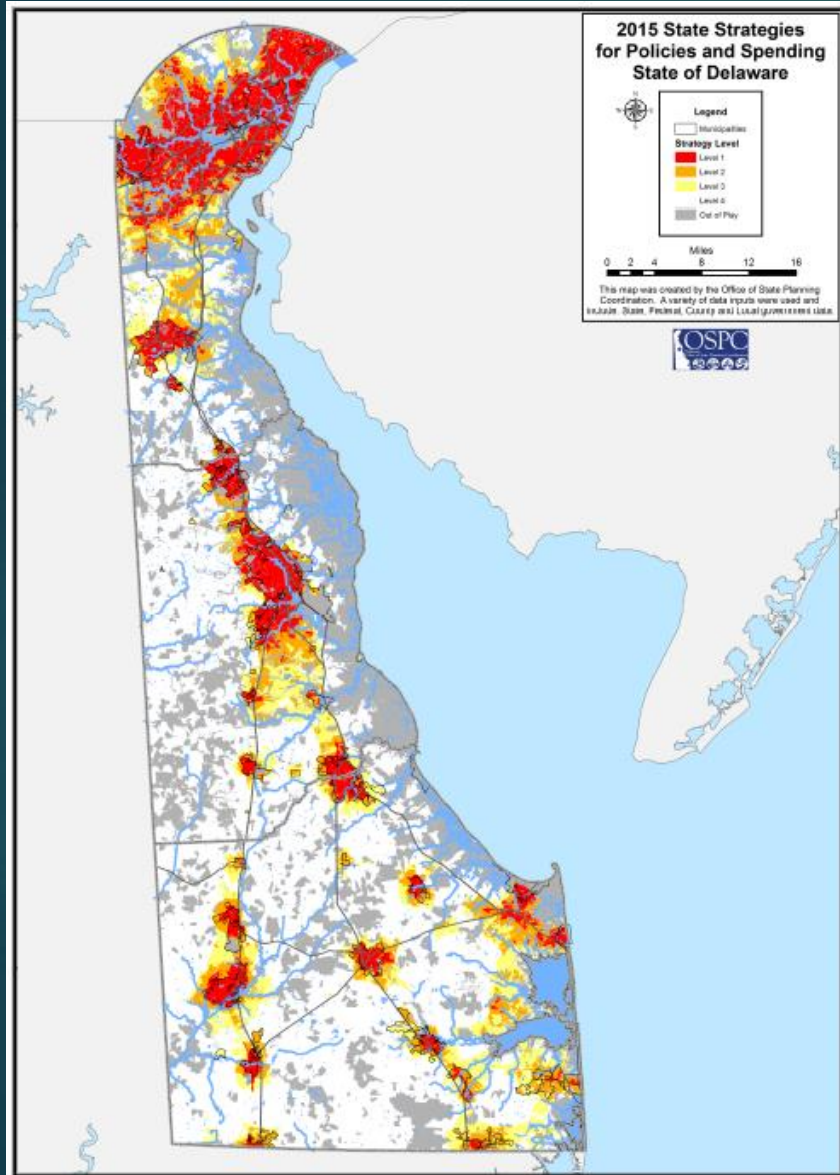 2015 State Strategies
for Policies and Spending
State of Delaware
N
W
E
S
Legend
Municipalities
Strategy Level
Level 1
Level 2
Level 3
Level 4
Out of Play
Miles
0 2 4 8 12 16
This map was created by the Office of State Planning
Coordination. A variety of data inputs were used and
include: State, Federal, County and Local government data.
OSPC